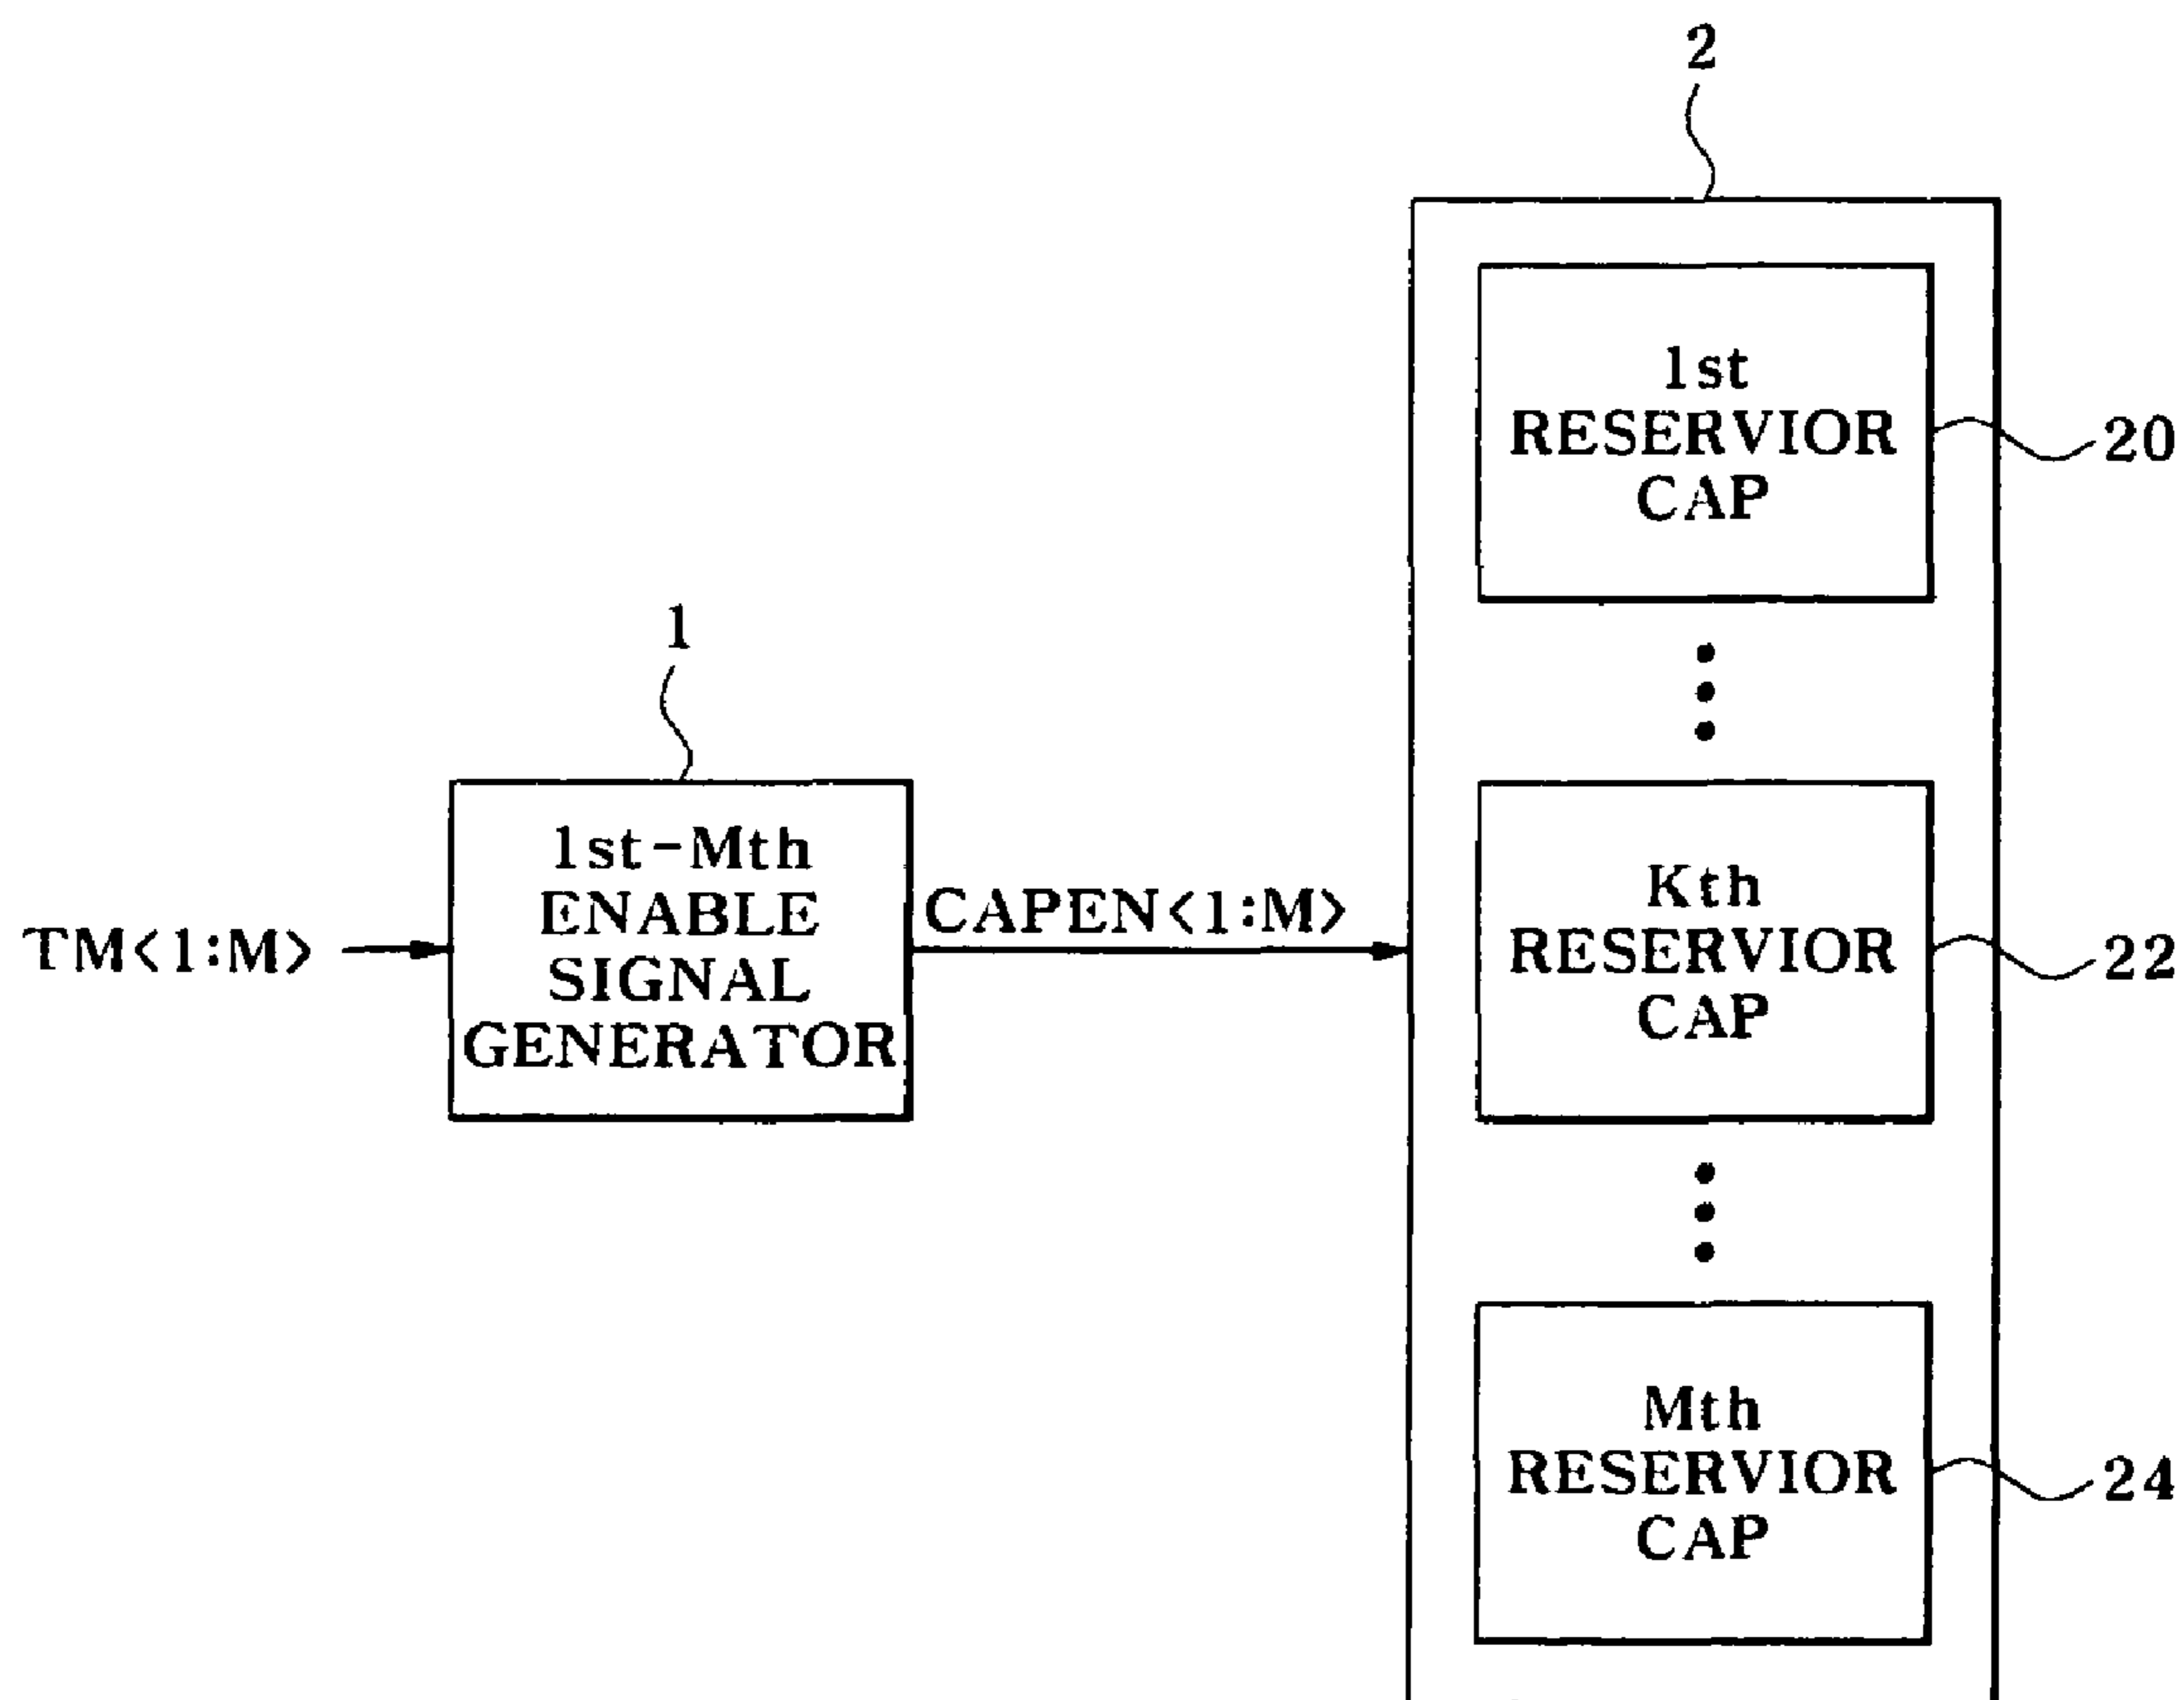 2
1st
RESERVIOR
CAP
20
1
1st-Mth
ENABLE
SIGNAL
GENERATOR
TM<1:M>
CAPEN<1:M>
Kth
RESERVIOR
CAP
22
Mth
RESERVIOR
CAP
24